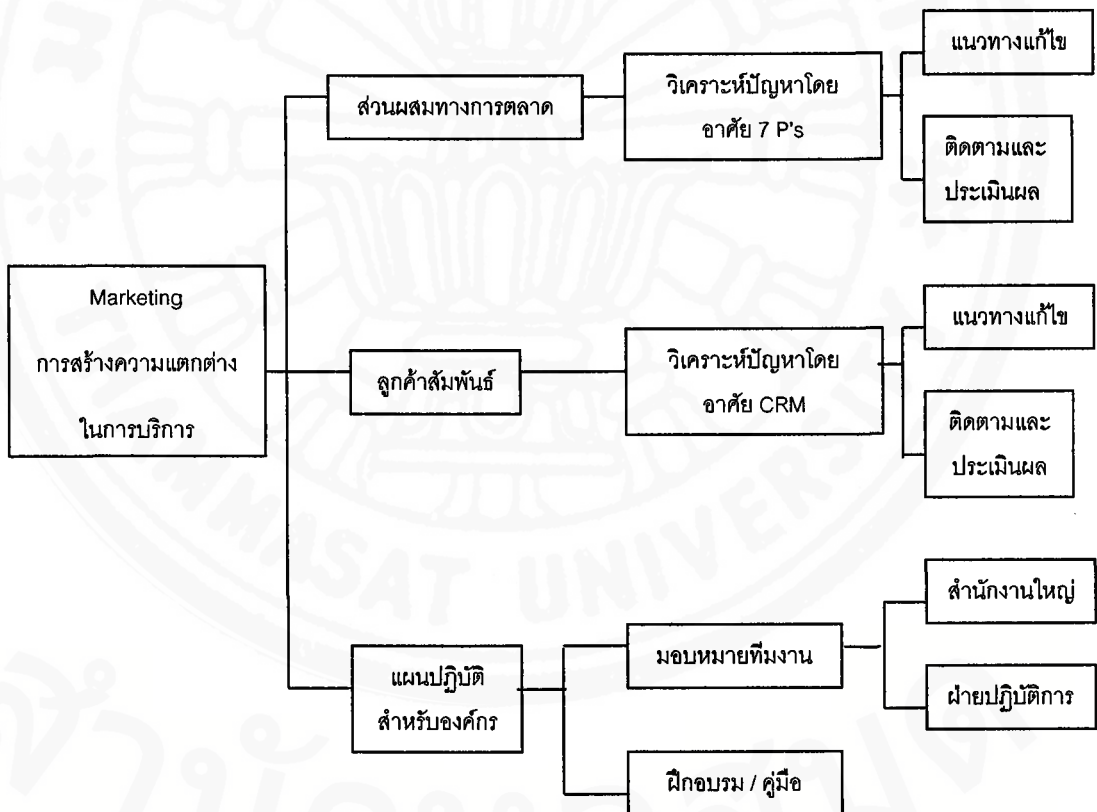 แนวทางแก้ไข
ส่วนผสมทางการตลาด
วิเคราะห์ปัญหาโดย
อาศัย 7 P's
ติดตามและ
ประเมินผล
Marketing
การสร้างความแตกต่าง
ในการบริการ
ลูกค้าสัมพันธ์
วิเคราะห์ปัญหาโดย
อาศัย CRM
แนวทางแก้ไข
ติดตามและ
ประเมินผล
แผนปฏิบัติ
สำหรับองค์กร
มอบหมายทีมงาน
สำนักงานใหญ่
ฝ่ายปฏิบัติการ
ฝึกอบรม / คู่มือ
THAMMASAT UNIVERSITY